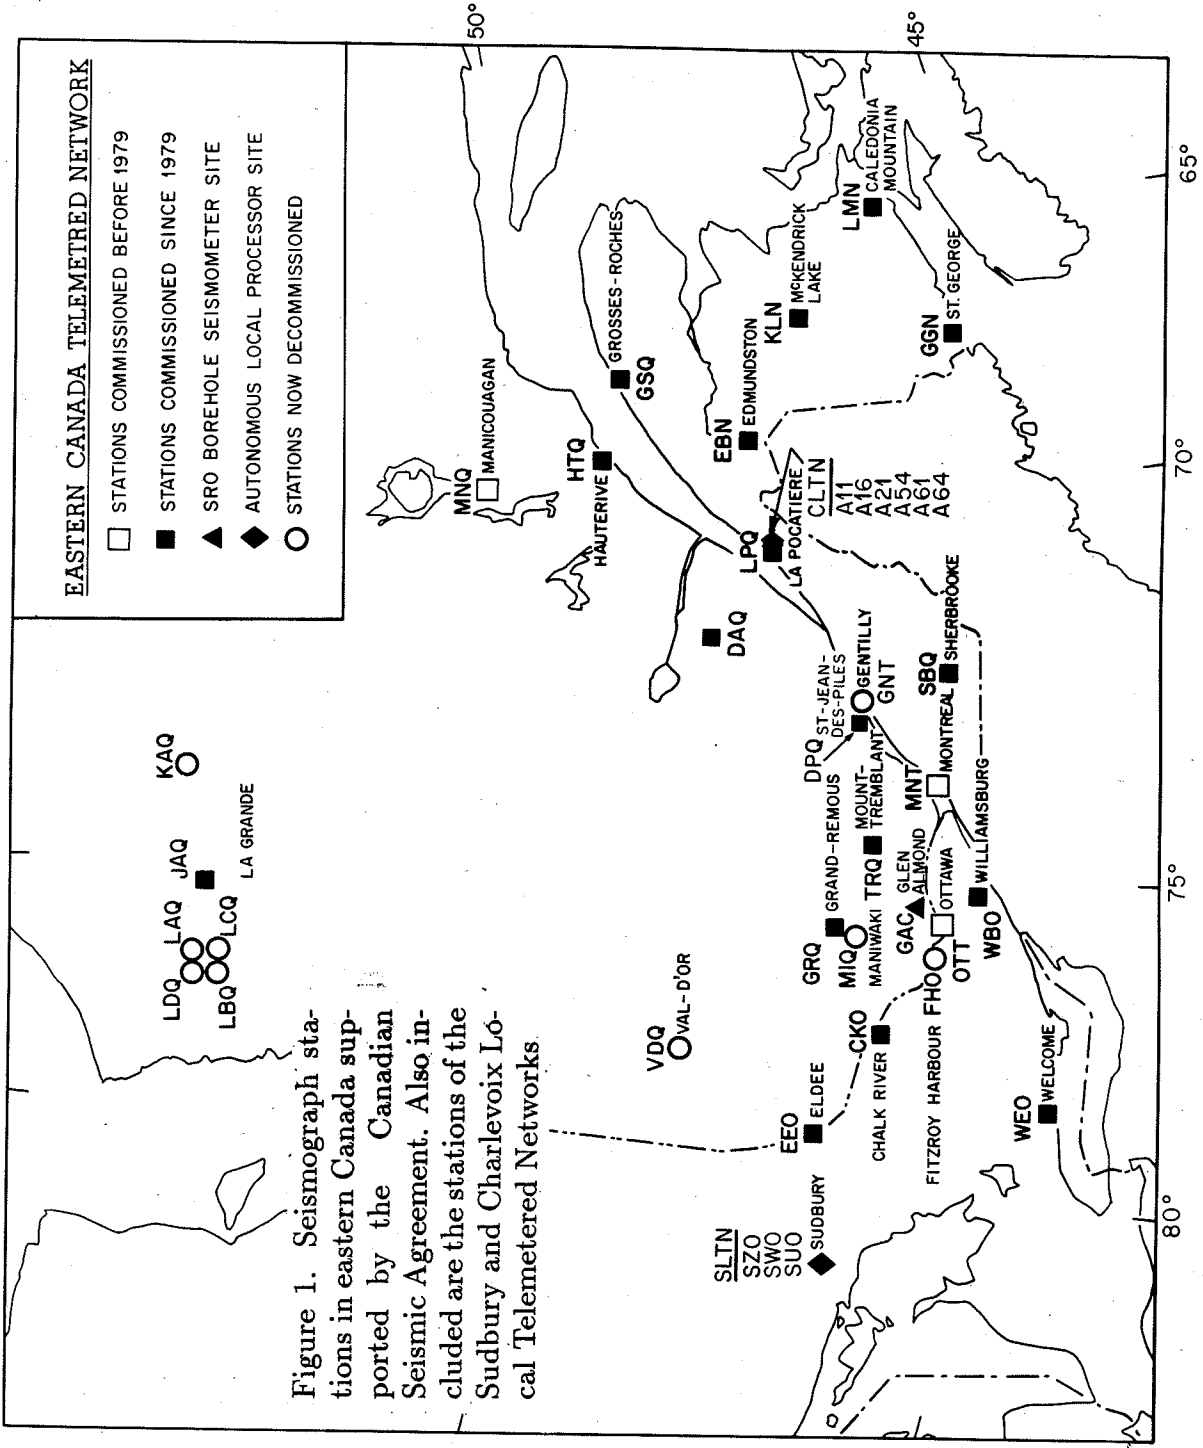 EASTERN CANADA TELEMETRED NETWORK
STATIONS COMMISSIONED BEFORE 1979
STATIONS COMMISSIONED SINCE 1979
SRO BOREHOLE SEISMOMETER SITE
AUTONOMOUS LOCAL PROCESSOR SITE
STATIONS NOW DECOMMISSIONED
Figure 1. Seismograph sta-
tions in eastern Canada sup-
ported by the Canadian
Seismic Agreement. Also in-
cluded are the stations of the
Sudbury and Charlevoix Lo-
cal Telemetered Networks
KAQ
JAQ
LAQ
LDQ
LCQ
LBQ
LA GRANDE
50°
MNQ
MANICOUAGAN
HTQ
HAUTERIVE
GROSSES-ROCHES
GSQ
DAQ
VDQ
VAL-D'OR
EBN
EDMUNDSTON
KLN
McKENDRICK
LAKE
LMN
CALEDONIA
MOUNTAIN
45°
GGN
ST. GEORGE
LPQ
LA POCATIERE
CLTN
A11
A16
A21
A54
A61
A64
DPQ
ST-JEAN-
DES-PILES
GENTILLY
GNT
SBQ
SHERBROOKE
MNT
MONTREAL
GRQ
GRAND-REMOUS
MIQ
MANIWAKI
TRQ
MOUNT-
TREMBLANT
GAC
GLEN
ALMOND
OTTAWA
OTT
WBO
WILLIAMSBURG
FHO
FITZROY HARBOUR
CKO
CHALK RIVER
EEO
ELDEE
SLTN
SZO
SWO
SUO
SUDBURY
WEO
WELCOME
80°
75°
70°
65°